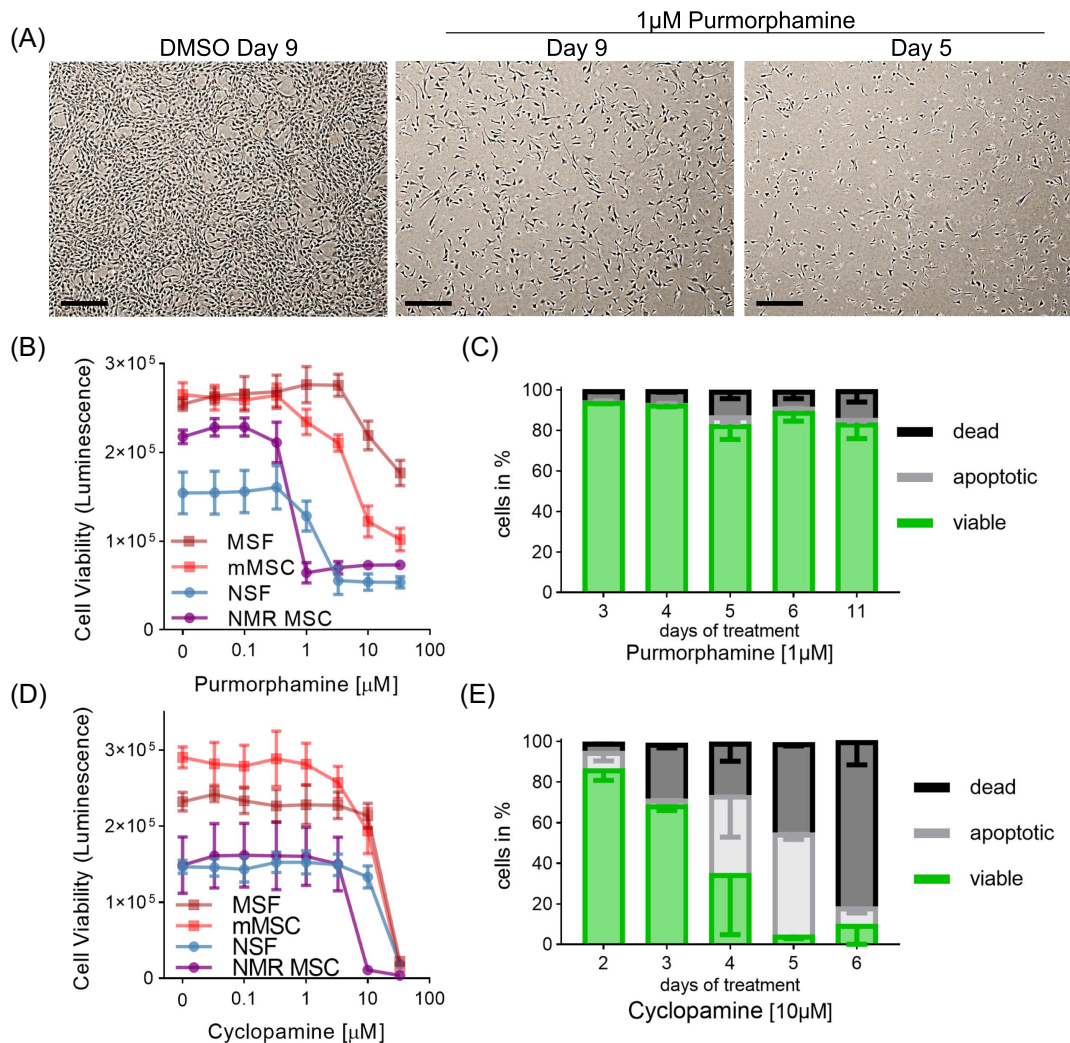 (A)
1µM Purmorphamine
DMSO Day 9
Day 9
Day 5
(B)
3×10⁵
2×10⁵
1×10⁵
0
Cell Viability (Luminescence)
MSF
mMSC
NSF
NMR MSC
0 0.1 1 10 100
Purmorphamine [µM]
(C)
100
80
60
40
20
0
cells in %
dead
apoptotic
viable
3 4 5 6 11
days of treatment
Purmorphamine [1µM]
(D)
3×10⁵
2×10⁵
1×10⁵
0
Cell Viability (Luminescence)
MSF
mMSC
NSF
NMR MSC
0 0.1 1 10 100
Cyclopamine [µM]
(E)
100
80
60
40
20
0
cells in %
dead
apoptotic
viable
2 3 4 5 6
days of treatment
Cyclopamine [10µM]